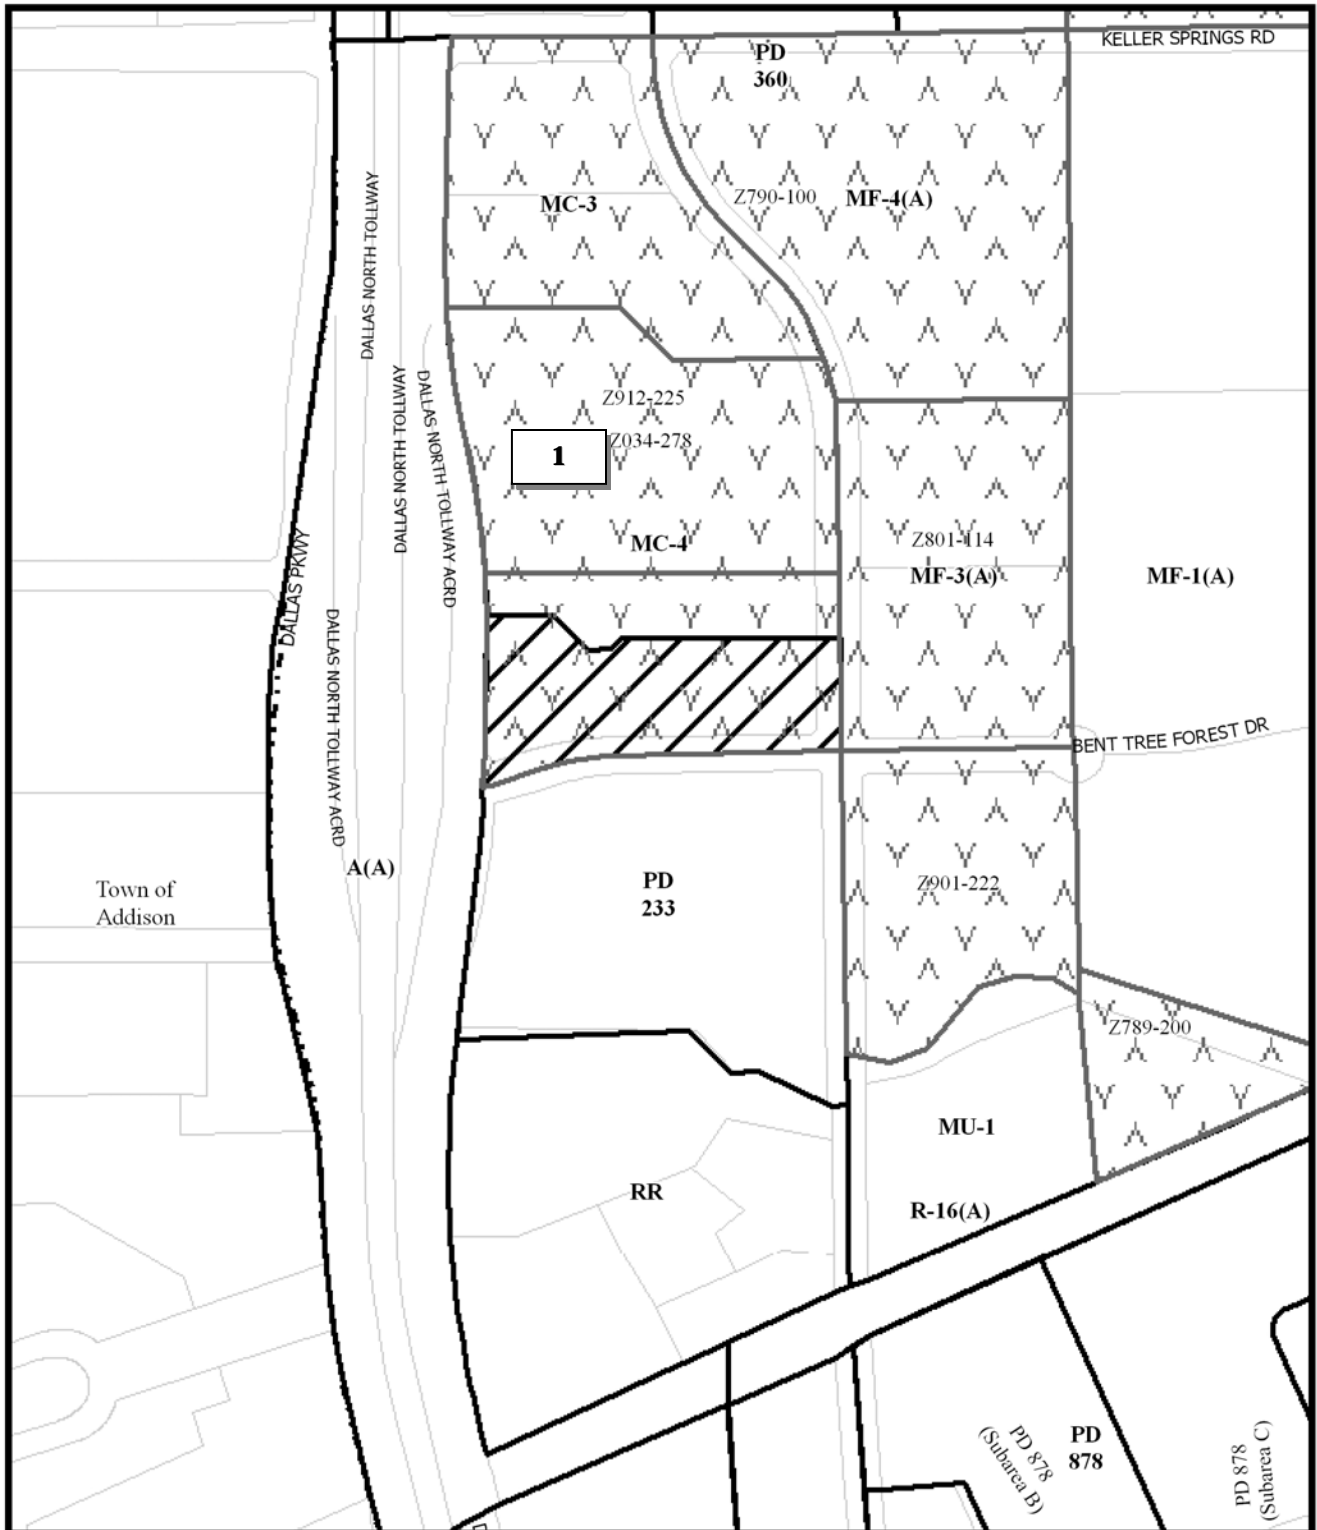 KELLER SPRINGS RD
PD
360
DALLAS NORTH TOLLWAY
MC-3
Z790-100
MF-4(A)
DALLAS NORTH TOLLWAY
DALLAS NORTH TOLLWAY ACRD
Z912-225
Z034-278
1
MC-4
Z801-114
MF-3(A)
MF-1(A)
DALLAS PKWY
DALLAS NORTH TOLLWAY ACRD
BENT TREE FOREST DR
A(A)
Town of
Addison
PD
233
Z901-222
Z789-200
MU-1
RR
R-16(A)
PD 878
(Subarea B)
PD
878
PD 878
(Subarea C)